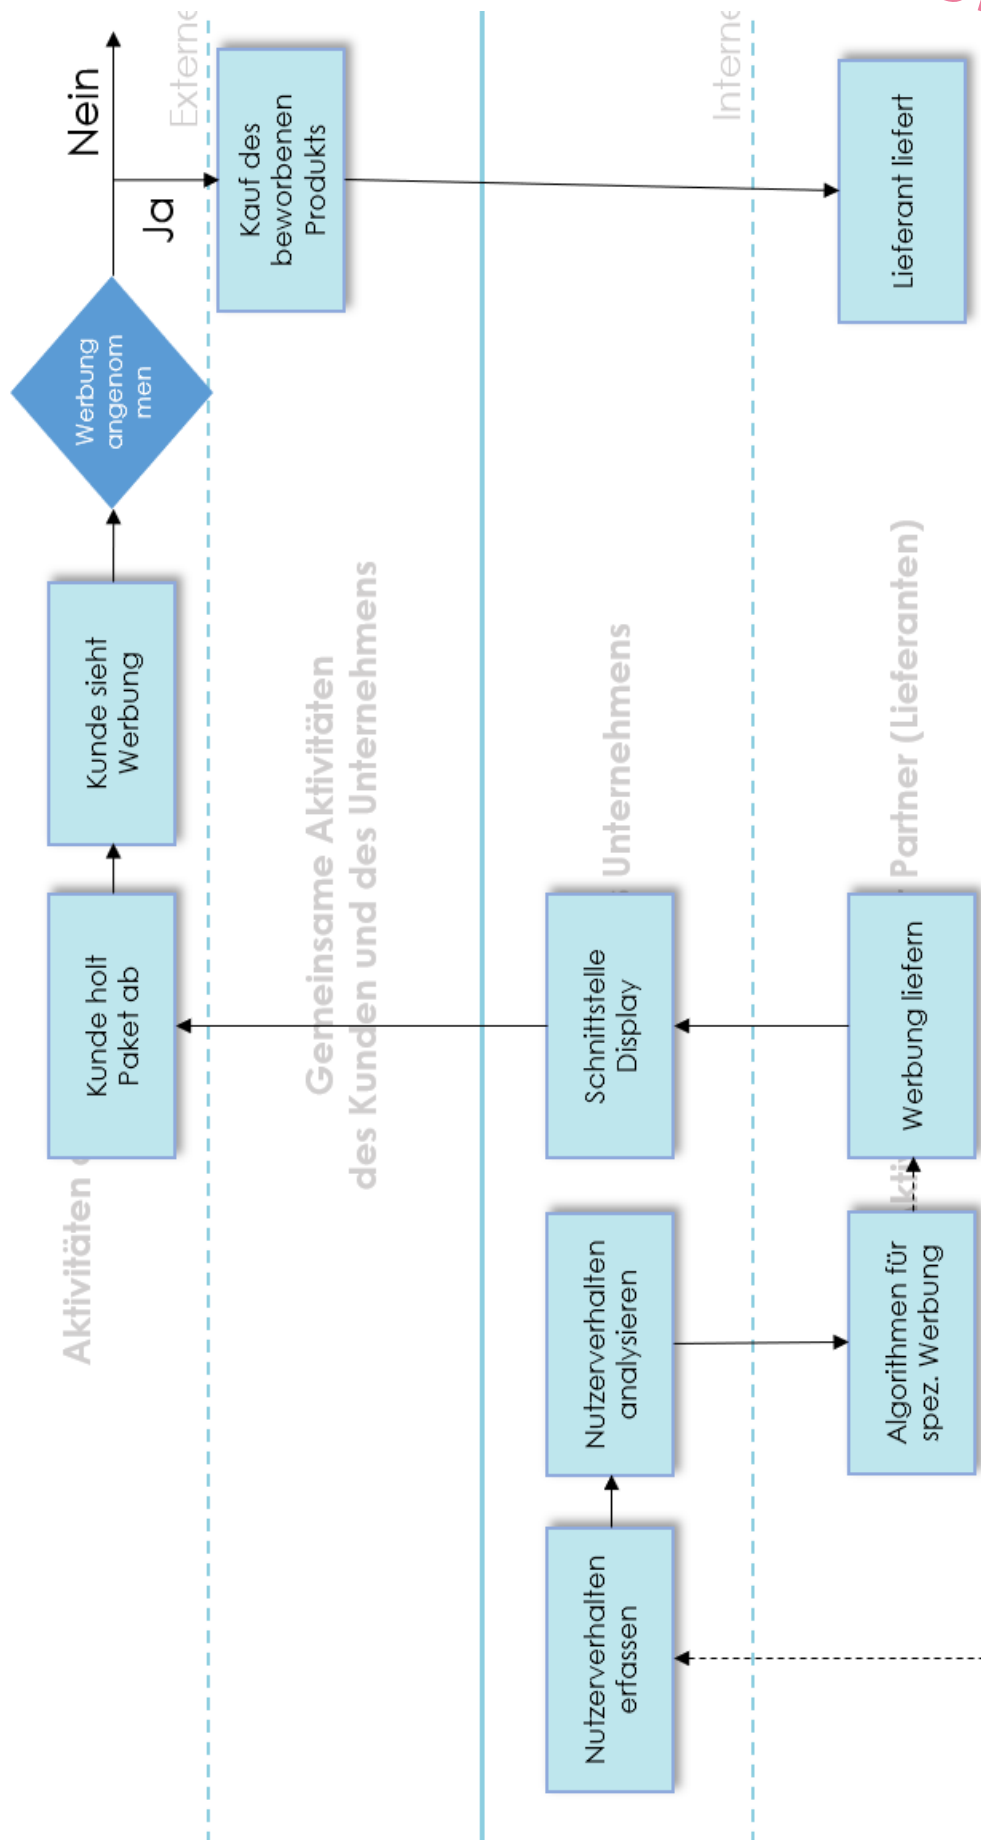 Aktivitäten
Kunde holt
Paket ab
Kunde sieht
Werbung
Werbung
angenom
men
Nein
Ja
Externe
Gemeinsame Aktivitäten
des Kunden und des Unternehmens
Kauf des
beworbenen
Produkts
Nutzerverhalten
erfassen
Nutzerverhalten
analysieren
Schnittstelle
Display
Unternehmens
Interne
Algorithmen für
spez. Werbung
Werbung liefern
Partner (Lieferanten)
Lieferant liefert